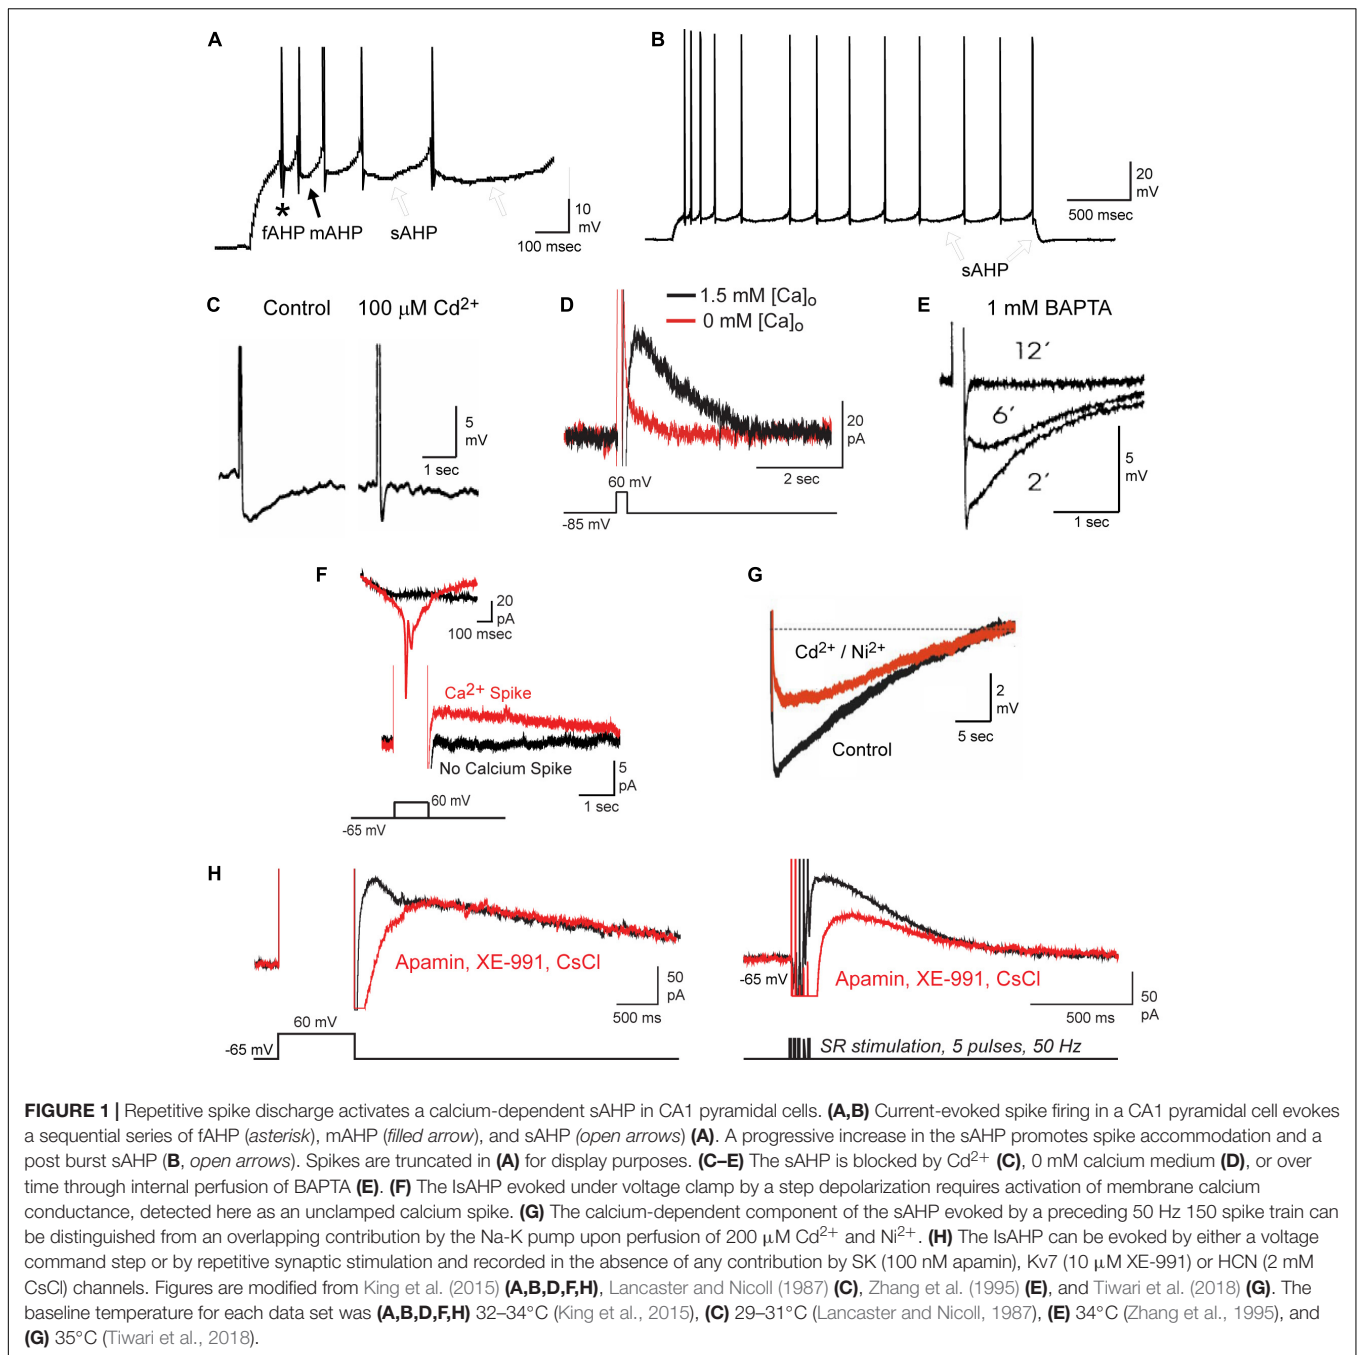 A
B
*
fAHP mAHP
sAHP
10
mV
100 msec
20
mV
500 msec
sAHP
C
Control
100 µM Cd2+
5
mV
1 sec
D
1.5 mM [Ca]o
0 mM [Ca]o
20
pA
2 sec
60 mV
-85 mV
E
1 mM BAPTA
12′
6′
2′
5
mV
1 sec
F
20
pA
100 msec
Ca2+ Spike
No Calcium Spike
5
pA
1 sec
60 mV
-65 mV
G
Cd2+ / Ni2+
Control
2
mV
5 sec
H
Apamin, XE-991, CsCl
50
pA
500 ms
60 mV
-65 mV
-65 mV
Apamin, XE-991, CsCl
50
pA
500 ms
SR stimulation, 5 pulses, 50 Hz
FIGURE 1 | Repetitive spike discharge activates a calcium-dependent sAHP in CA1 pyramidal cells. (A,B) Current-evoked spike firing in a CA1 pyramidal cell evokes
a sequential series of fAHP (asterisk), mAHP (filled arrow), and sAHP (open arrows) (A). A progressive increase in the sAHP promotes spike accommodation and a
post burst sAHP (B, open arrows). Spikes are truncated in (A) for display purposes. (C–E) The sAHP is blocked by Cd2+ (C), 0 mM calcium medium (D), or over
time through internal perfusion of BAPTA (E). (F) The IsAHP evoked under voltage clamp by a step depolarization requires activation of membrane calcium
conductance, detected here as an unclamped calcium spike. (G) The calcium-dependent component of the sAHP evoked by a preceding 50 Hz 150 spike train can
be distinguished from an overlapping contribution by the Na-K pump upon perfusion of 200 µM Cd2+ and Ni2+. (H) The IsAHP can be evoked by either a voltage
command step or by repetitive synaptic stimulation and recorded in the absence of any contribution by SK (100 nM apamin), Kv7 (10 µM XE-991) or HCN (2 mM
CsCl) channels. Figures are modified from King et al. (2015) (A,B,D,F,H), Lancaster and Nicoll (1987) (C), Zhang et al. (1995) (E), and Tiwari et al. (2018) (G). The
baseline temperature for each data set was (A,B,D,F,H) 32–34°C (King et al., 2015), (C) 29–31°C (Lancaster and Nicoll, 1987), (E) 34°C (Zhang et al., 1995), and
(G) 35°C (Tiwari et al., 2018).